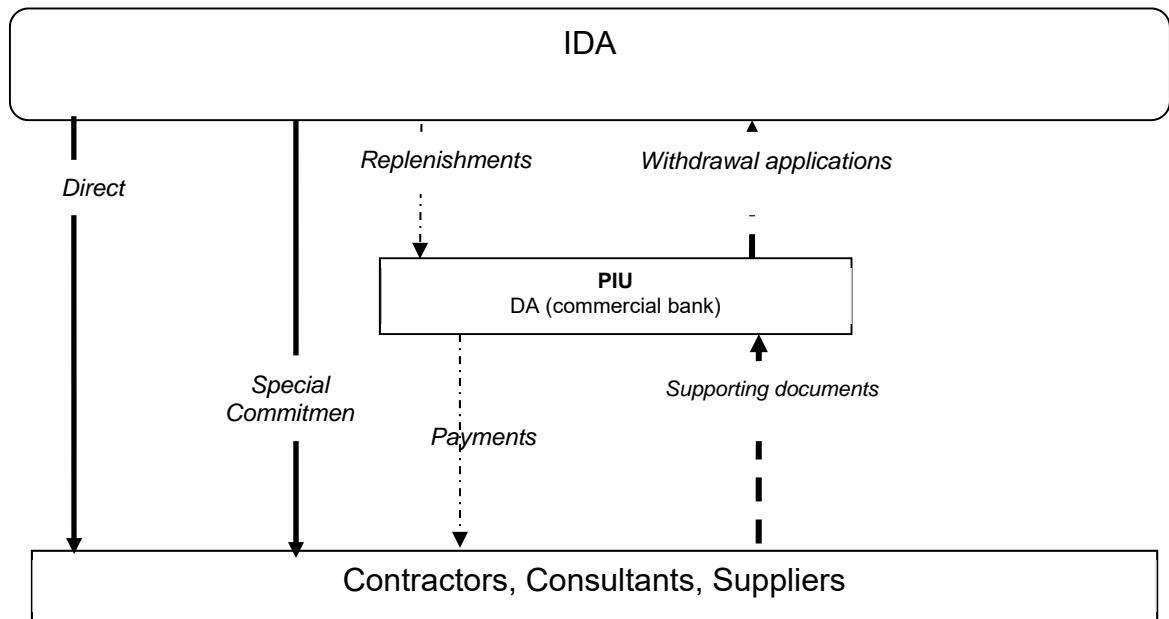 IDA
Replenishments
Withdrawal applications
Direct
PIU
DA (commercial bank)
Special
Commitmen
Supporting documents
Payments
Contractors, Consultants, Suppliers